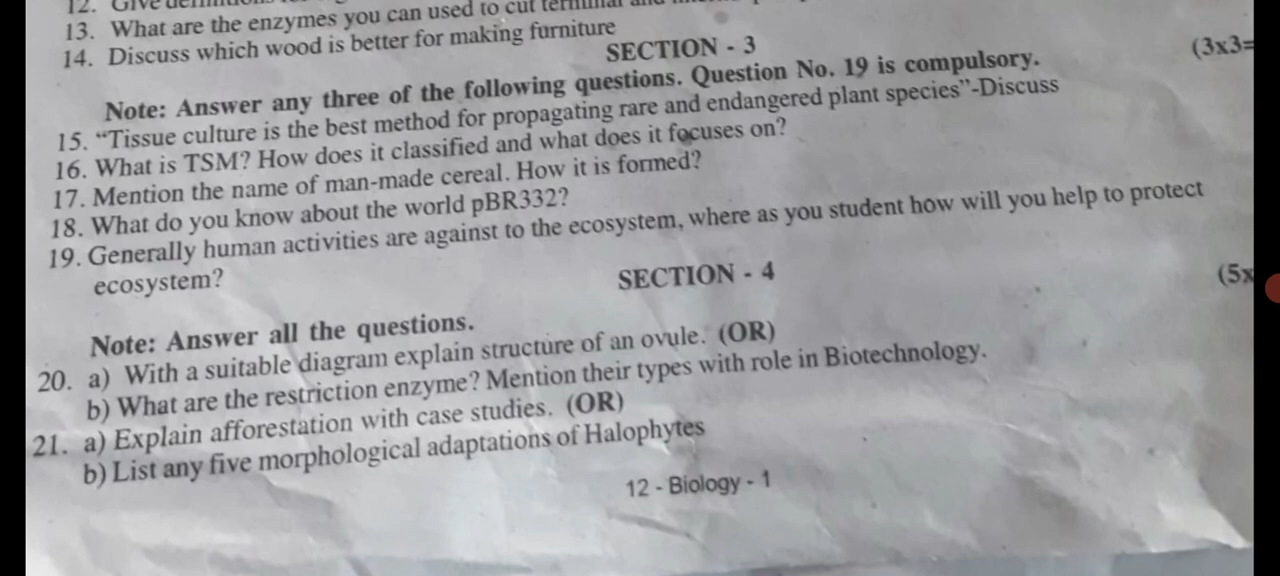 12. Give
13. What are the enzymes you can used to cut terminal and
14. Discuss which wood is better for making furniture
SECTION - 3 (3x3=
Note: Answer any three of the following questions. Question No. 19 is compulsory.
15. “Tissue culture is the best method for propagating rare and endangered plant species”-Discuss
16. What is TSM? How does it classified and what does it focuses on?
17. Mention the name of man-made cereal. How it is formed?
18. What do you know about the world pBR332?
19. Generally human activities are against to the ecosystem, where as you student how will you help to protect
ecosystem?
SECTION - 4 (5x
Note: Answer all the questions.
20. a) With a suitable diagram explain structure of an ovule. (OR)
b) What are the restriction enzyme? Mention their types with role in Biotechnology.
21. a) Explain afforestation with case studies. (OR)
b) List any five morphological adaptations of Halophytes
12 - Biology - 1